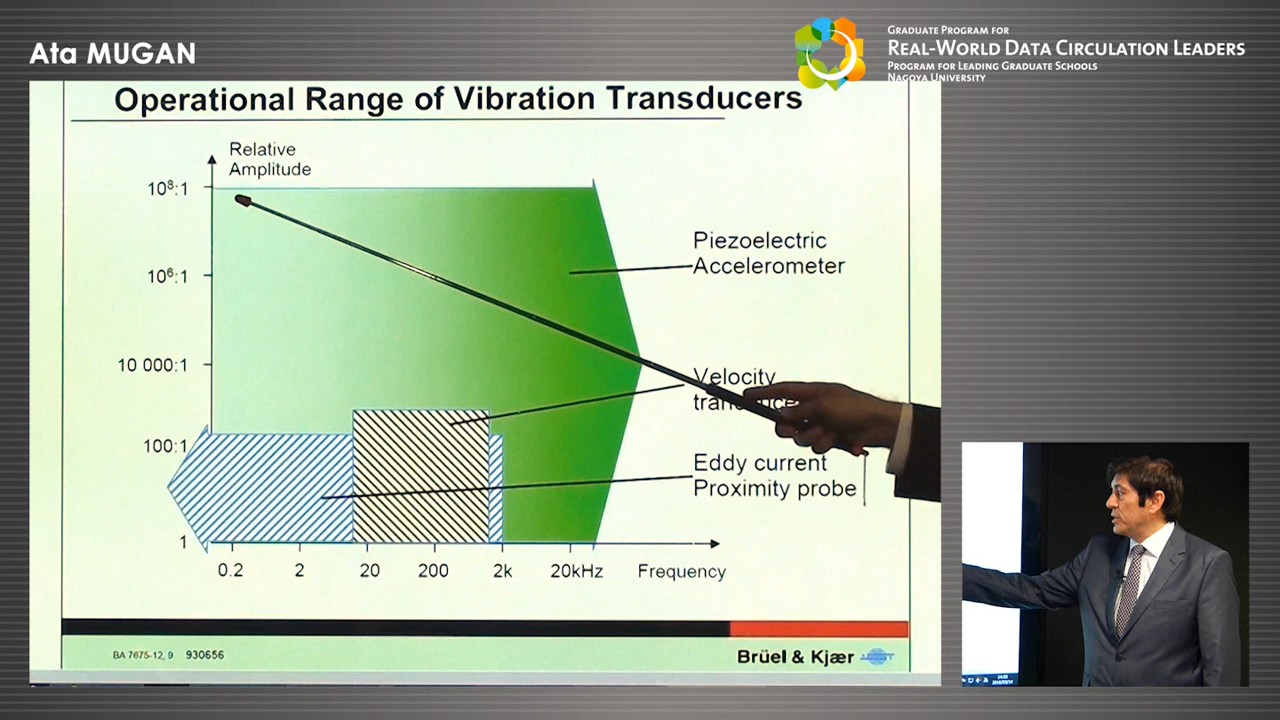 Ata MUGAN
GRADUATE PROGRAM FOR
REAL-WORLD DATA CIRCULATION LEADERS
PROGRAM FOR LEADING GRADUATE SCHOOLS
NAGOYA UNIVERSITY
Operational Range of Vibration Transducers
Relative
Amplitude
10⁸:1
10⁶:1
10 000:1
100:1
1
0.2 2 20 200 2k 20kHz Frequency
Piezoelectric
Accelerometer
Velocity
Eddy current
Proximity probe
BA 7675-12, 9 930656
Brüel & Kjær